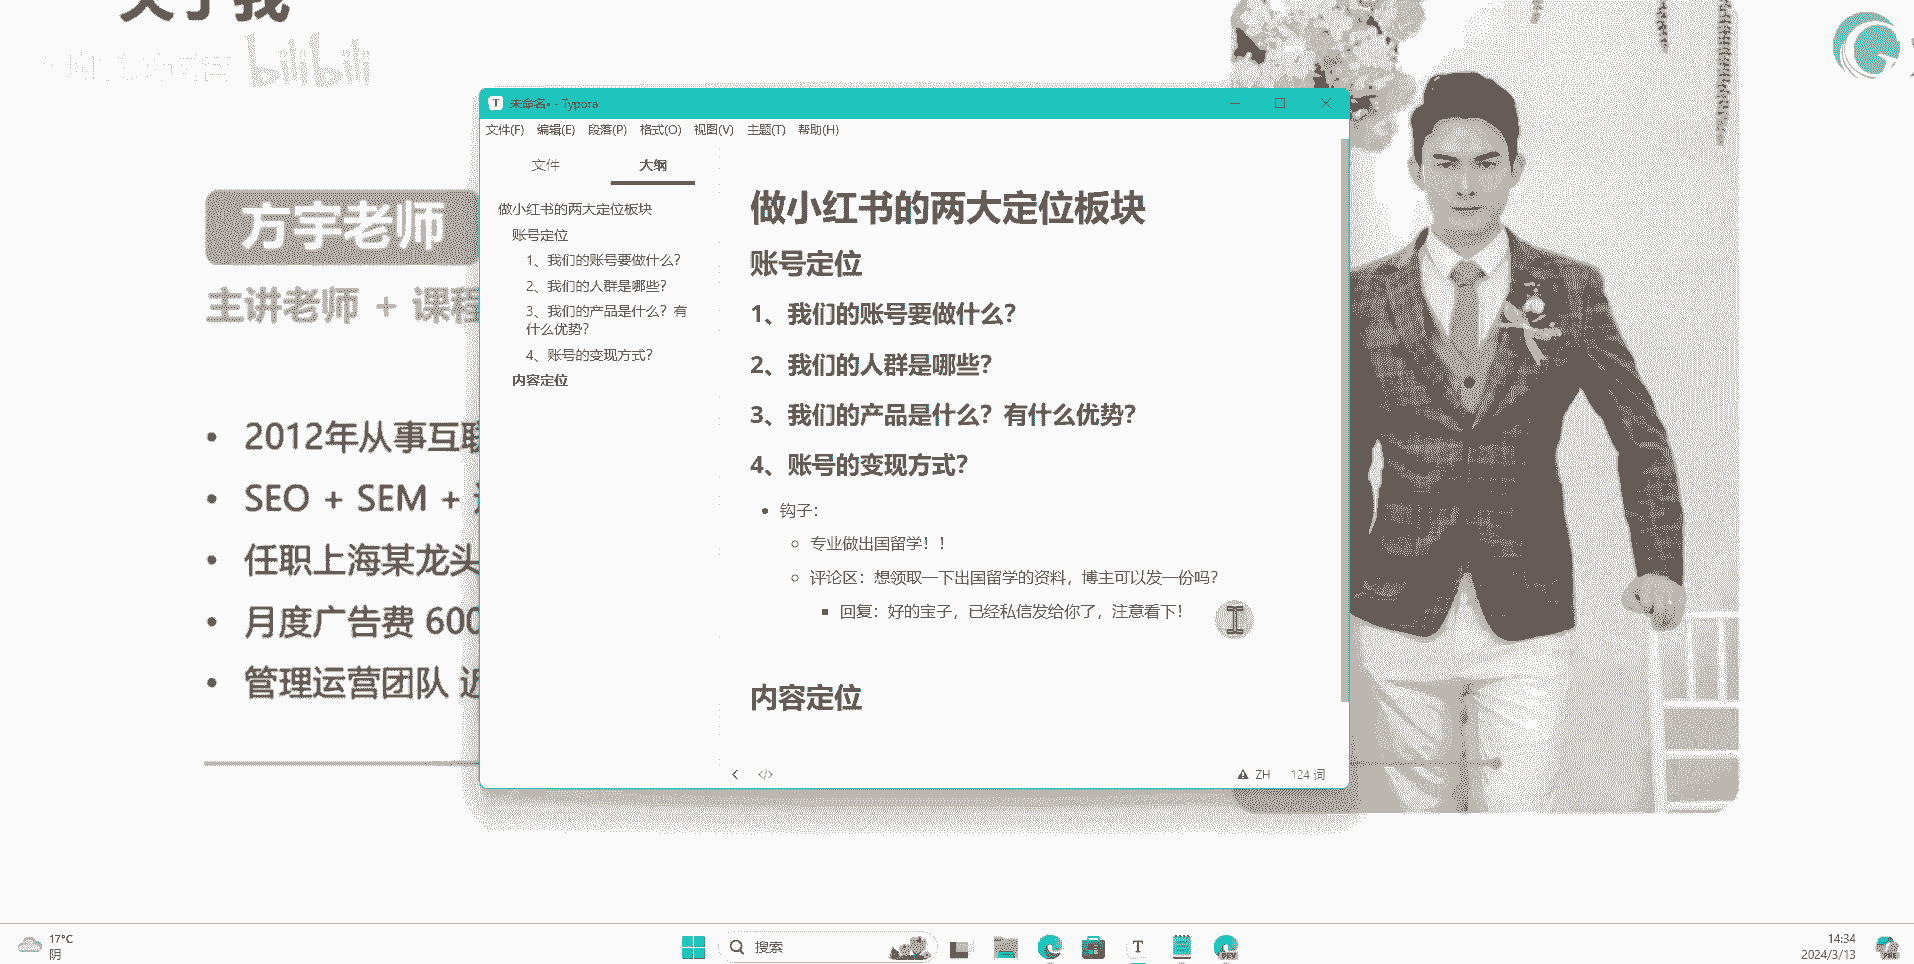 关于我
bilibili
未命名• - Typora
文件(F) 编辑(E) 段落(P) 格式(O) 视图(V) 主题(T) 帮助(H)
文件 大纲
做小红书的两大定位板块
账号定位
1、我们的账号要做什么？
2、我们的人群是哪些？
3、我们的产品是什么？有
什么优势？
4、账号的变现方式？
内容定位
做小红书的两大定位板块
账号定位
1、我们的账号要做什么？
2、我们的人群是哪些？
3、我们的产品是什么？有什么优势？
4、账号的变现方式？
• 钩子：
专业做出国留学！！
评论区：想领取一下出国留学的资料，博主可以发一份吗？
回复：好的宝子，已经私信发给你了，注意看下！
内容定位
ZH 124 词
方宇老师
主讲老师 + 课程
• 2012年从事互联
• SEO + SEM +
• 任职上海某龙头
• 月度广告费 600
• 管理运营团队 近
17°C
阴
搜索
T
DEV
14:34
2024/3/13
PRE